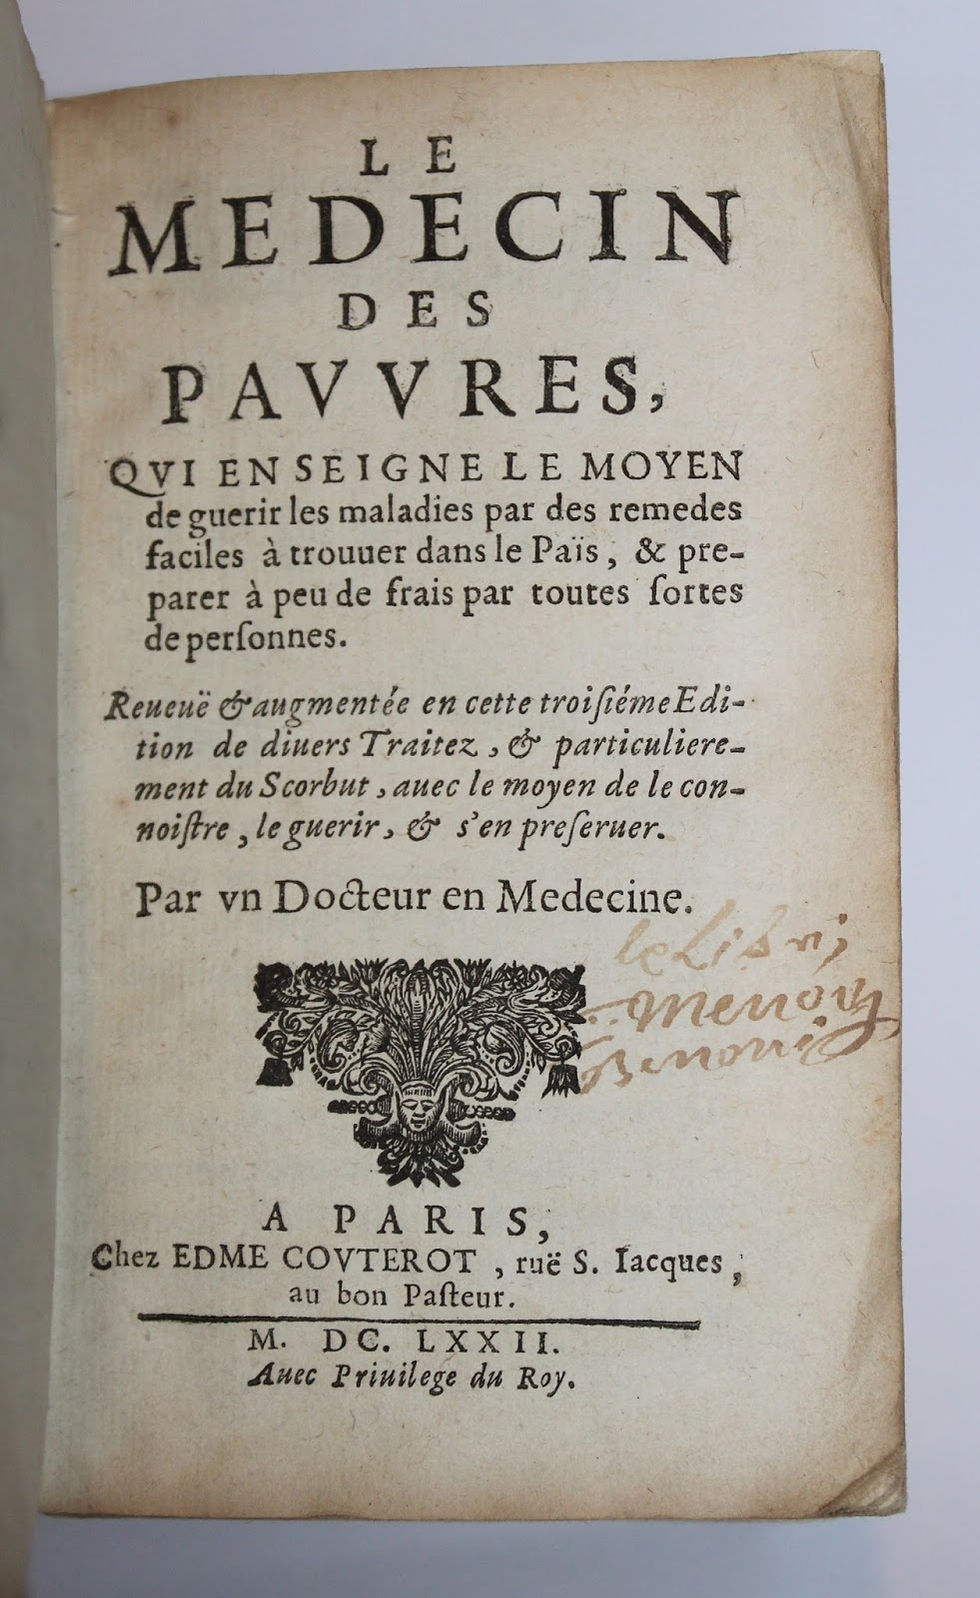 LE
MEDECIN
DES
PAVVRES,
QVI ENSEIGNE LE MOYEN
de guerir les maladies par des remedes
faciles à trouuer dans le Païs, & pre-
parer à peu de frais par toutes ſortes
de perſonnes.
Reueuë & augmentée en cette troiſiéme Edi-
tion de diuers Traitez, & particuliere-
ment du Scorbut, auec le moyen de le con-
noiſtre, le guerir, & s'en preſeruer.
Par vn Docteur en Medecine.
A PARIS,
Chez EDME COVTEROT, ruë S. Iacques,
au bon Paſteur.
M. DC. LXXII.
Auec Priuilege du Roy.